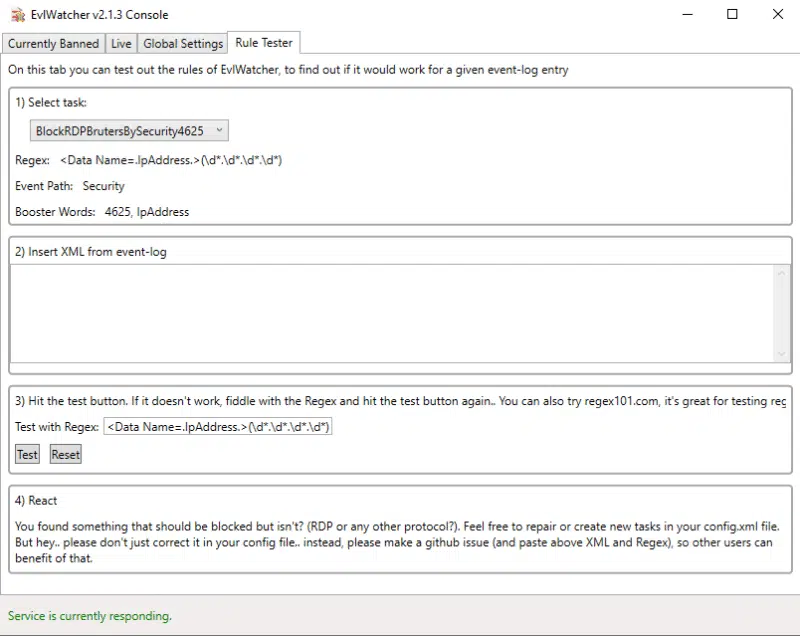 EvlWatcher v2.1.3 Console
Currently Banned Live Global Settings Rule Tester
On this tab you can test out the rules of EvlWatcher, to find out if it would work for a given event-log entry
1) Select task:
BlockRDPBrutersBySecurity4625
Regex: <Data Name=.IpAddress.>(\d*.\d*.\d*.\d*)
Event Path: Security
Booster Words: 4625, IpAddress
2) Insert XML from event-log
3) Hit the test button. If it doesn't work, fiddle with the Regex and hit the test button again.. You can also try regex101.com, it's great for testing reg
Test with Regex: <Data Name=.IpAddress.>(\d*.\d*.\d*.\d*)
Test Reset
4) React
You found something that should be blocked but isn't? (RDP or any other protocol?). Feel free to repair or create new tasks in your config.xml file.
But hey.. please don't just correct it in your config file.. instead, please make a github issue (and paste above XML and Regex), so other users can
benefit of that.
Service is currently responding.